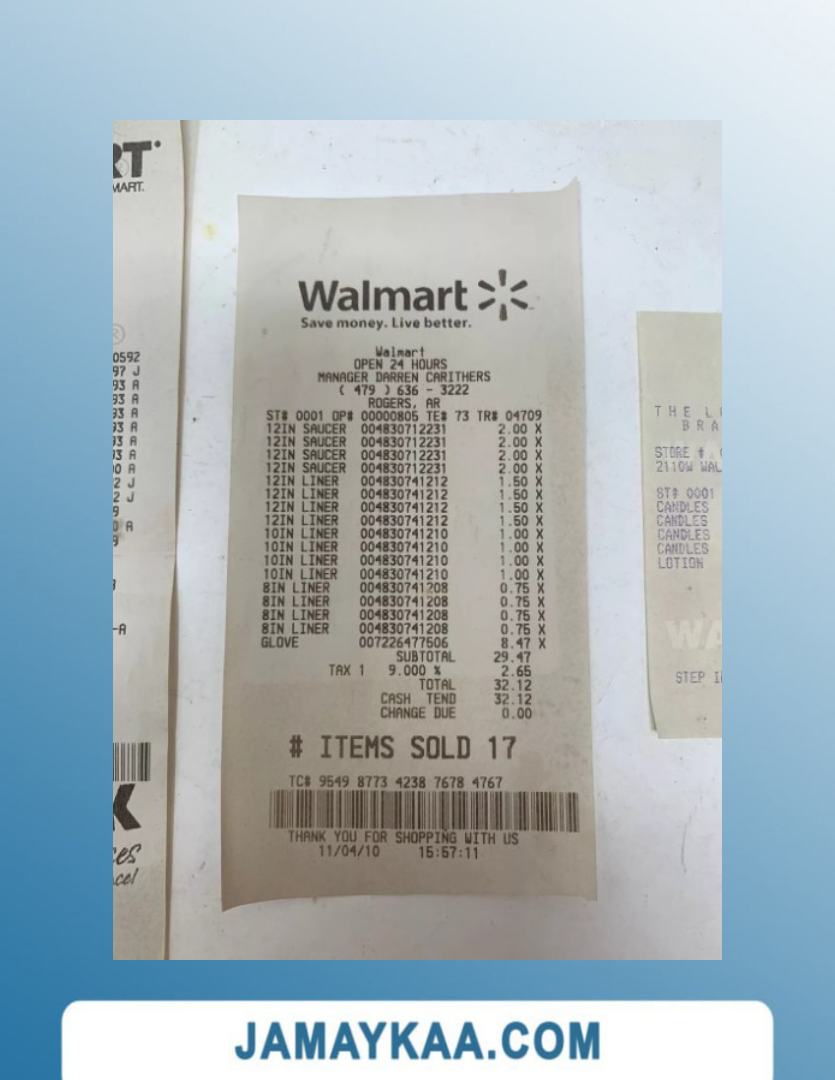 RT
MART.
0592
97 J
93 A
93 A
93 A
93 A
93 A
93 A
00 A
2 J
2 J
9
0 A
9
-A
K
Walmart
Save money. Live better.
Walmart
OPEN 24 HOURS
MANAGER DARREN CARITHERS
( 479 ) 636 - 3222
ROGERS, AR
ST# 0001 OP# 00000805 TE# 73 TR# 04709
12IN SAUCER 004830712231 2.00 X
12IN SAUCER 004830712231 2.00 X
12IN SAUCER 004830712231 2.00 X
12IN SAUCER 004830712231 2.00 X
12IN LINER 004830741212 1.50 X
12IN LINER 004830741212 1.50 X
12IN LINER 004830741212 1.50 X
12IN LINER 004830741212 1.50 X
10IN LINER 004830741210 1.00 X
10IN LINER 004830741210 1.00 X
10IN LINER 004830741210 1.00 X
10IN LINER 004830741210 1.00 X
8IN LINER 004830741208 0.75 X
8IN LINER 004830741208 0.75 X
8IN LINER 004830741208 0.75 X
8IN LINER 004830741208 0.75 X
GLOVE 007226477506 8.47 X
SUBTOTAL 29.47
TAX 1 9.000 % 2.65
TOTAL 32.12
CASH TEND 32.12
CHANGE DUE 0.00
# ITEMS SOLD 17
TC# 9549 8773 4238 7678 4767
THANK YOU FOR SHOPPING WITH US
11/04/10 15:57:11
THE L
BRA
STORE #
2110W WAL
ST# 0001
CANDLES
CANDLES
CANDLES
CANDLES
LOTION
WA
STEP I
JAMAYKAA.COM